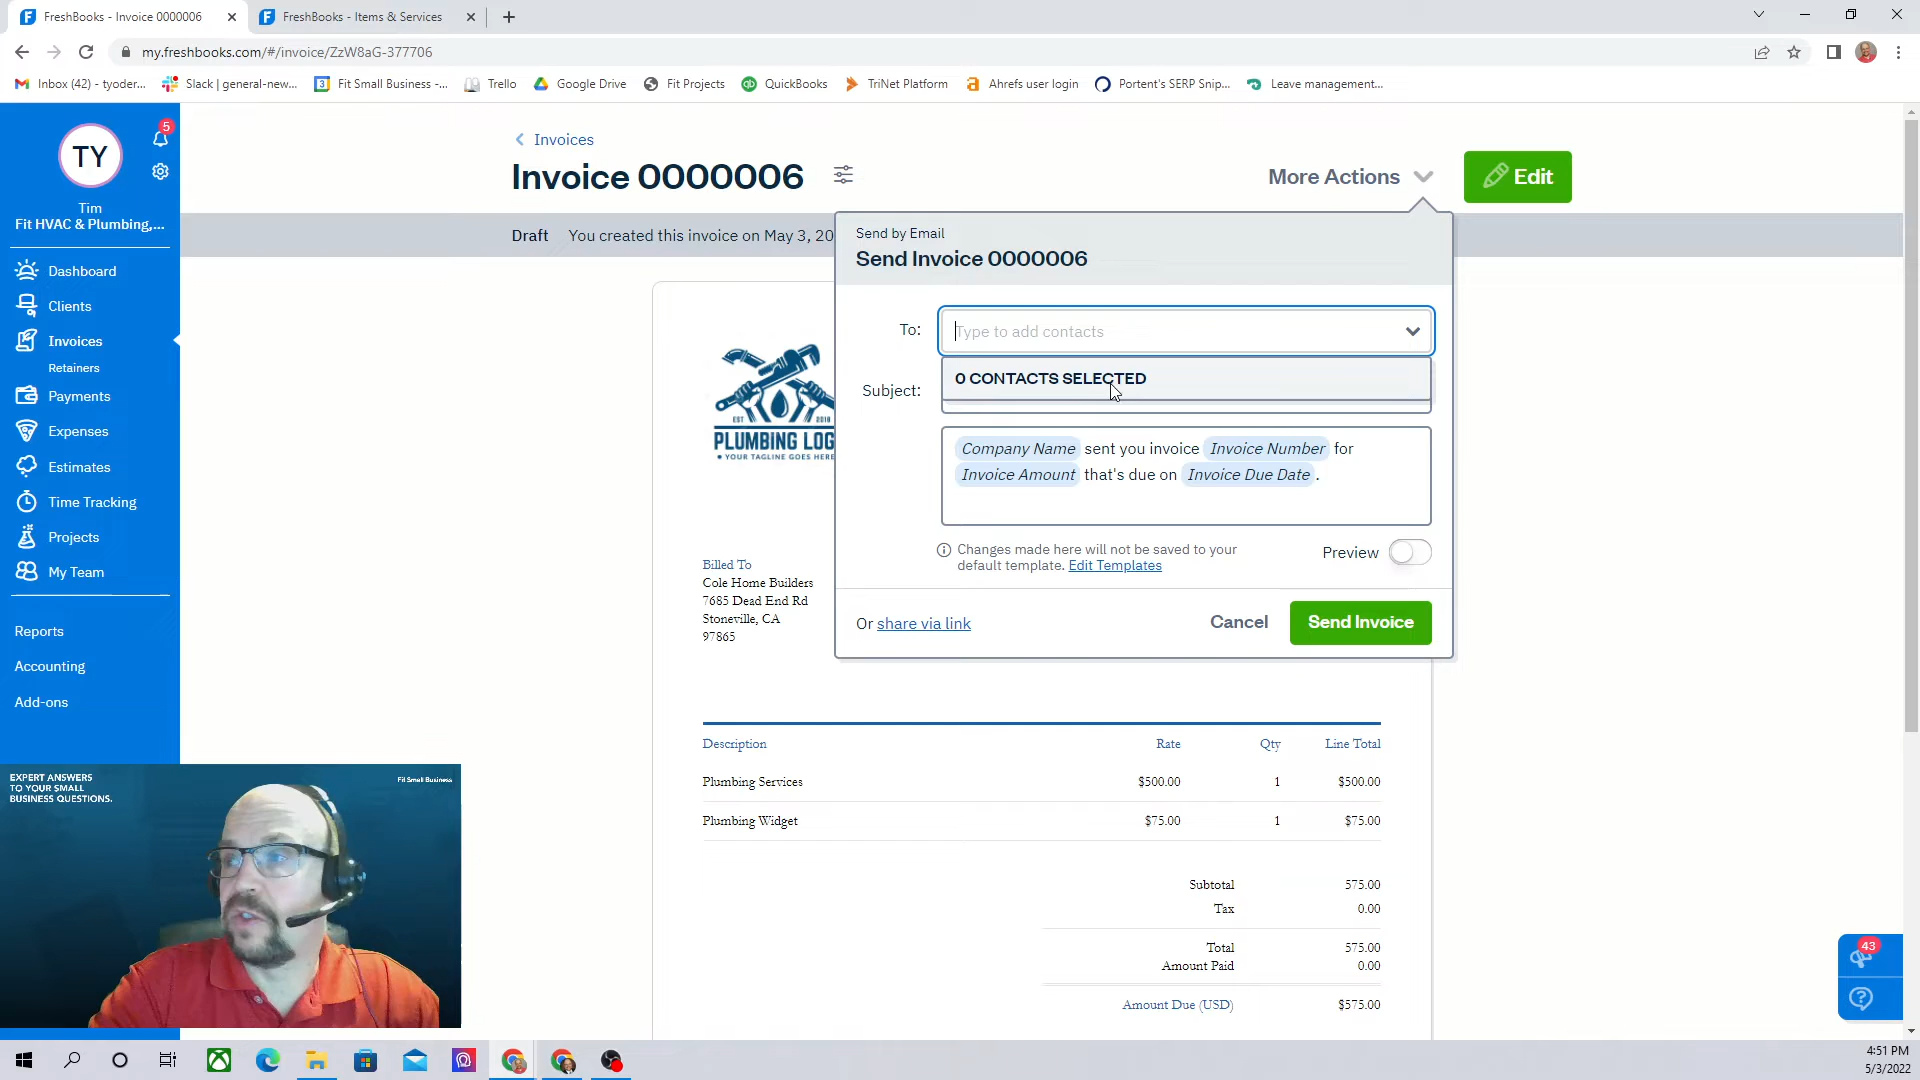 FreshBooks - Invoice 0000006
FreshBooks - Items & Services
my.freshbooks.com/#/invoice/ZzW8aG-377706
Inbox (42) - tyoder...
Slack | general-new...
Fit Small Business -...
Trello
Google Drive
Fit Projects
QuickBooks
TriNet Platform
Ahrefs user login
Portent's SERP Snip...
Leave management...
TY
5
Tim
Fit HVAC & Plumbing,...
Dashboard
Clients
Invoices
Retainers
Payments
Expenses
Estimates
Time Tracking
Projects
My Team
Reports
Accounting
Add-ons
Invoices
Invoice 0000006
More Actions
Edit
Draft You created this invoice on May 3, 20
Send by Email
Send Invoice 0000006
To:
Type to add contacts
0 CONTACTS SELECTED
Subject:
Company Name sent you invoice Invoice Number for
Invoice Amount that's due on Invoice Due Date.
Changes made here will not be saved to your
default template. Edit Templates
Preview
Or share via link
Cancel
Send Invoice
EST 2018
PLUMBING LOG
• YOUR TAGLINE GOES HERE
Billed To
Cole Home Builders
7685 Dead End Rd
Stoneville, CA
97865
Description Rate Qty Line Total
Plumbing Services $500.00 1 $500.00
Plumbing Widget $75.00 1 $75.00
Subtotal 575.00
Tax 0.00
Total 575.00
Amount Paid 0.00
Amount Due (USD) $575.00
EXPERT ANSWERS
TO YOUR SMALL
BUSINESS QUESTIONS.
Fit Small Business
43
4:51 PM
5/3/2022